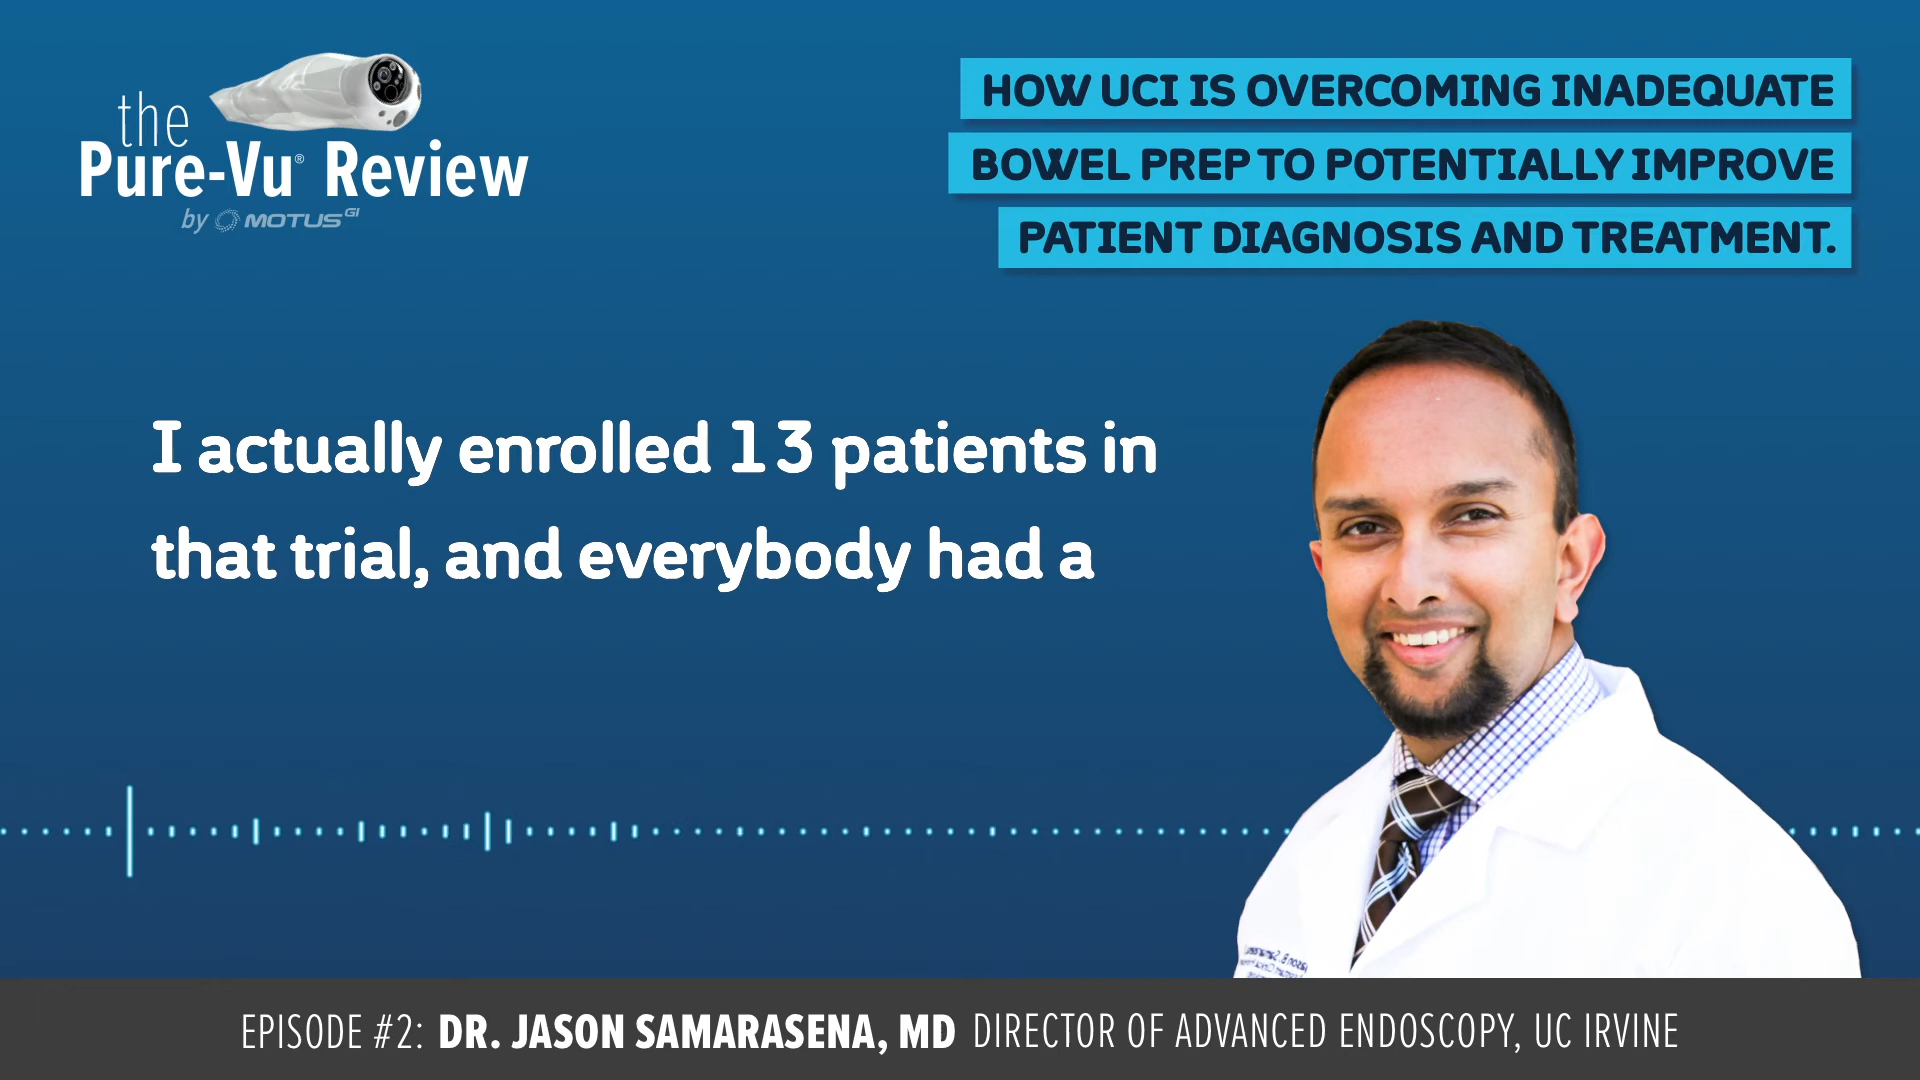 the
Pure-Vu® Review
by MOTUS GI
HOW UCI IS OVERCOMING INADEQUATE
BOWEL PREP TO POTENTIALLY IMPROVE
PATIENT DIAGNOSIS AND TREATMENT.
I actually enrolled 13 patients in
that trial, and everybody had a
EPISODE #2: DR. JASON SAMARASENA, MD DIRECTOR OF ADVANCED ENDOSCOPY, UC IRVINE